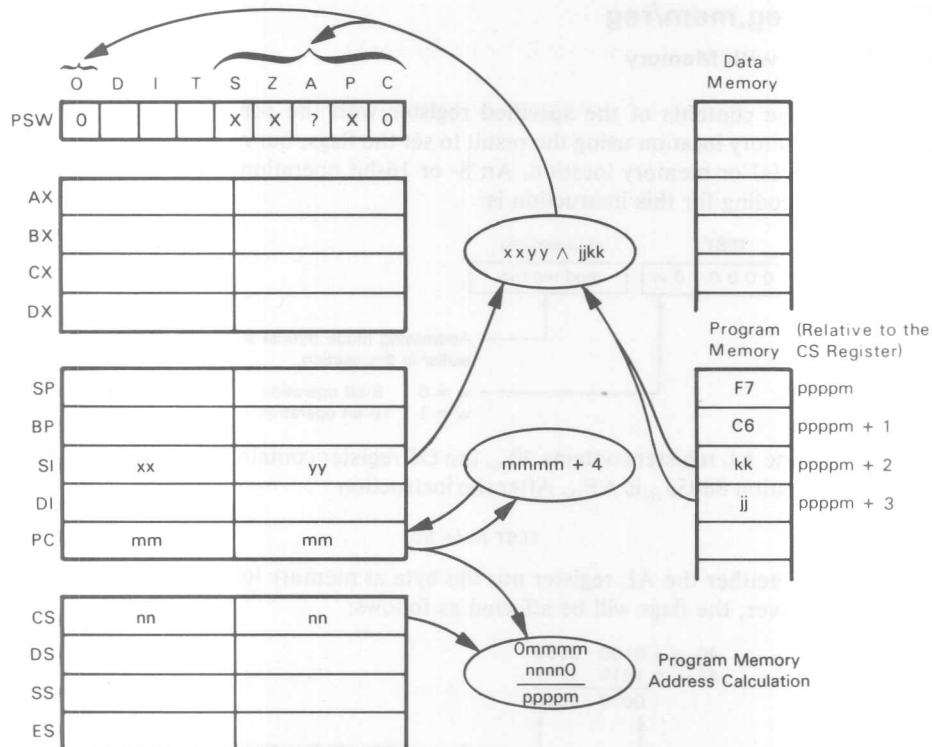 Data
Memory
O D I T S Z A P C
PSW 0 X X ? X 0
AX
BX
CX
DX
xxyy ∧ jjkk
Program Memory
(Relative to the CS Register)
SP
BP
SI xx yy
DI
PC mm mm
mmmm + 4
F7 ppppm
C6 ppppm + 1
kk ppppm + 2
jj ppppm + 3
CS nn nn
DS
SS
ES
0mmmm
nnnn0
ppppm
Program Memory
Address Calculation